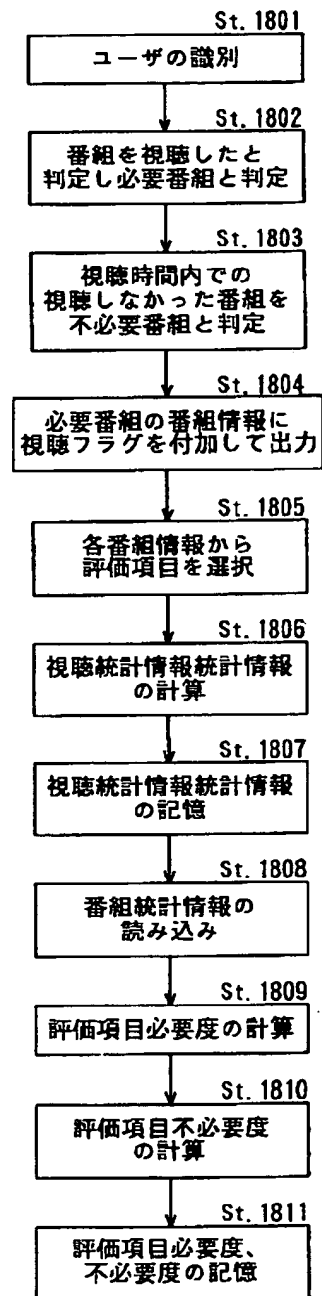 St. 1801
ユーザの識別
St. 1802
番組を視聴したと
判定し必要番組と判定
St. 1803
視聴時間内での
視聴しなかった番組を
不必要番組と判定
St. 1804
必要番組の番組情報に
視聴フラグを付加して出力
St. 1805
各番組情報から
評価項目を選択
St. 1806
視聴統計情報統計情報
の計算
St. 1807
視聴統計情報統計情報
の記憶
St. 1808
番組統計情報の
読み込み
St. 1809
評価項目必要度の計算
St. 1810
評価項目不必要度
の計算
St. 1811
評価項目必要度、
不必要度の記憶